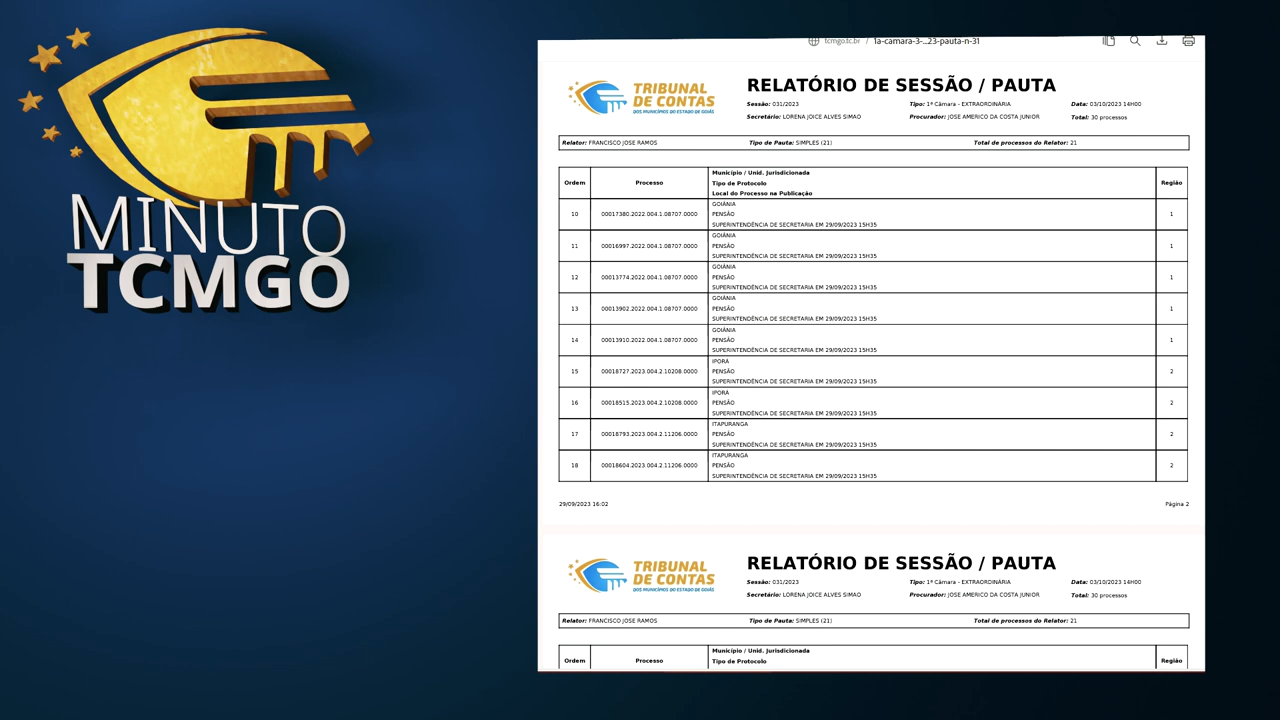 MINUTO
TCMGO
tcmgo.tc.br / 1a-camara-3-...23-pauta-n-31
TRIBUNAL
DE CONTAS
DOS MUNICÍPIOS DO ESTADO DE GOIÁS
RELATÓRIO DE SESSÃO / PAUTA
Sessão: 031/2023 Tipo: 1ª Câmara - EXTRAORDINÁRIA Data: 03/10/2023 14H00
Secretário: LORENA JOICE ALVES SIMAO Procurador: JOSE AMERICO DA COSTA JUNIOR Total: 30 processos
Relator: FRANCISCO JOSE RAMOS Tipo de Pauta: SIMPLES (21) Total de processos do Relator: 21
Município / Unid. Jurisdicionada
Ordem Processo Tipo de Protocolo Região
Local do Processo na Publicação
GOIÂNIA
10 00017380.2022.004.1.08707.0000 PENSÃO 1
SUPERINTENDÊNCIA DE SECRETARIA EM 29/09/2023 15H35
GOIÂNIA
11 00016997.2022.004.1.08707.0000 PENSÃO 1
SUPERINTENDÊNCIA DE SECRETARIA EM 29/09/2023 15H35
GOIÂNIA
12 00013774.2022.004.1.08707.0000 PENSÃO 1
SUPERINTENDÊNCIA DE SECRETARIA EM 29/09/2023 15H35
GOIÂNIA
13 00013902.2022.004.1.08707.0000 PENSÃO 1
SUPERINTENDÊNCIA DE SECRETARIA EM 29/09/2023 15H35
GOIÂNIA
14 00013910.2022.004.1.08707.0000 PENSÃO 1
SUPERINTENDÊNCIA DE SECRETARIA EM 29/09/2023 15H35
IPORA
15 00018727.2023.004.2.10208.0000 PENSÃO 2
SUPERINTENDÊNCIA DE SECRETARIA EM 29/09/2023 15H35
IPORA
16 00018515.2023.004.2.10208.0000 PENSÃO 2
SUPERINTENDÊNCIA DE SECRETARIA EM 29/09/2023 15H35
ITAPURANGA
17 00018793.2023.004.2.11206.0000 PENSÃO 2
SUPERINTENDÊNCIA DE SECRETARIA EM 29/09/2023 15H35
ITAPURANGA
18 00018604.2023.004.2.11206.0000 PENSÃO 2
SUPERINTENDÊNCIA DE SECRETARIA EM 29/09/2023 15H35
29/09/2023 16:02 Página 2
TRIBUNAL
DE CONTAS
DOS MUNICÍPIOS DO ESTADO DE GOIÁS
RELATÓRIO DE SESSÃO / PAUTA
Sessão: 031/2023 Tipo: 1ª Câmara - EXTRAORDINÁRIA Data: 03/10/2023 14H00
Secretário: LORENA JOICE ALVES SIMAO Procurador: JOSE AMERICO DA COSTA JUNIOR Total: 30 processos
Relator: FRANCISCO JOSE RAMOS Tipo de Pauta: SIMPLES (21) Total de processos do Relator: 21
Município / Unid. Jurisdicionada
Ordem Processo Tipo de Protocolo Região